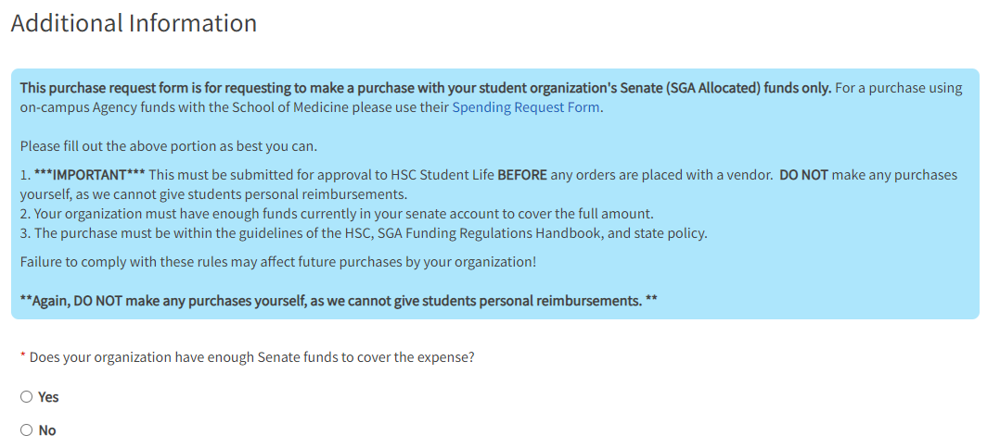 Additional Information
This purchase request form is for requesting to make a purchase with your student organization's Senate (SGA Allocated) funds only. For a purchase using
on-campus Agency funds with the School of Medicine please use their Spending Request Form.
Please fill out the above portion as best you can.
1. ***IMPORTANT*** This must be submitted for approval to HSC Student Life BEFORE any orders are placed with a vendor.  DO NOT make any purchases
yourself, as we cannot give students personal reimbursements.
2. Your organization must have enough funds currently in your senate account to cover the full amount.
3. The purchase must be within the guidelines of the HSC, SGA Funding Regulations Handbook, and state policy.
Failure to comply with these rules may affect future purchases by your organization!
**Again, DO NOT make any purchases yourself, as we cannot give students personal reimbursements. **
* Does your organization have enough Senate funds to cover the expense?
Yes
No